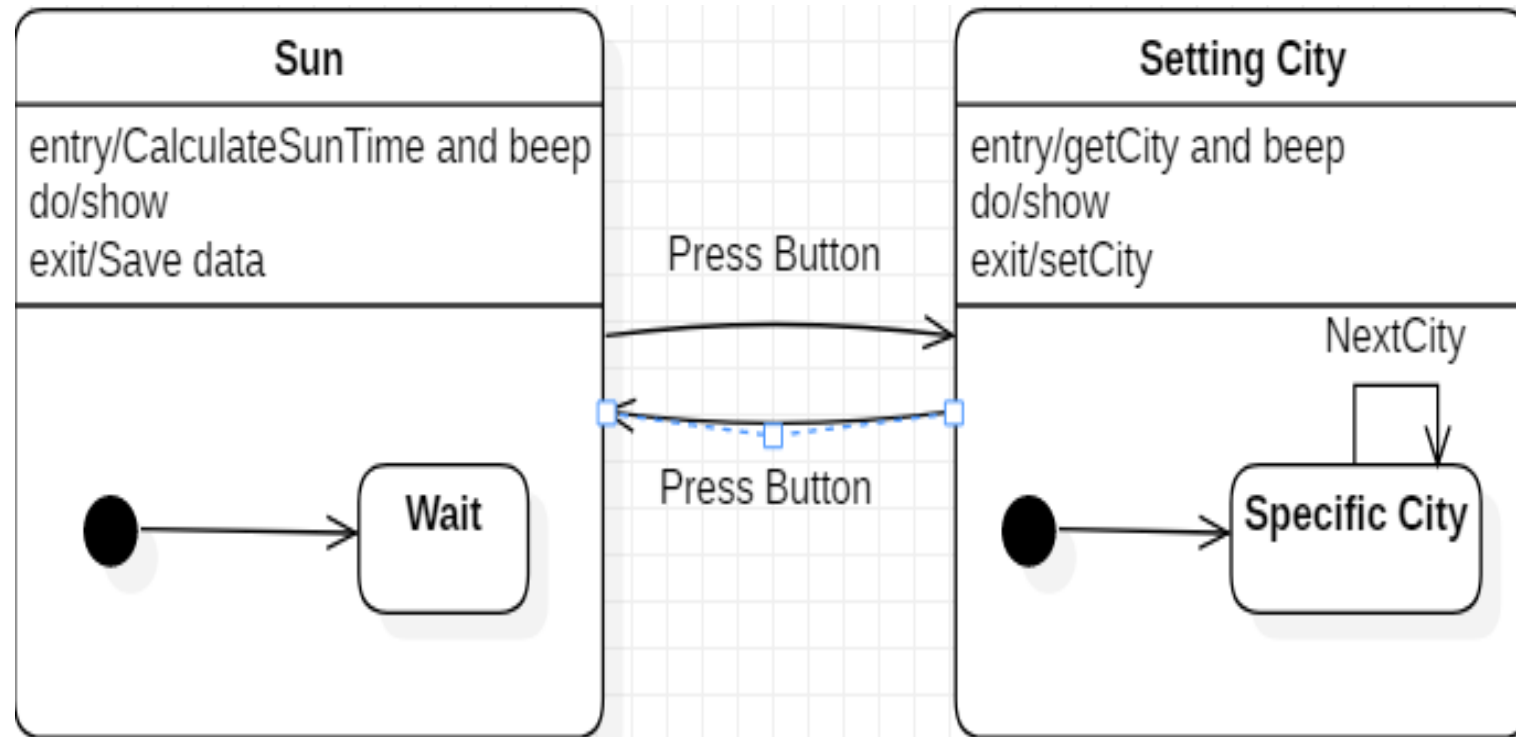 Sun
entry/CalculateSunTime and beep
do/show
exit/Save data
Wait
Press Button
Press Button
Setting City
entry/getCity and beep
do/show
exit/setCity
NextCity
Specific City